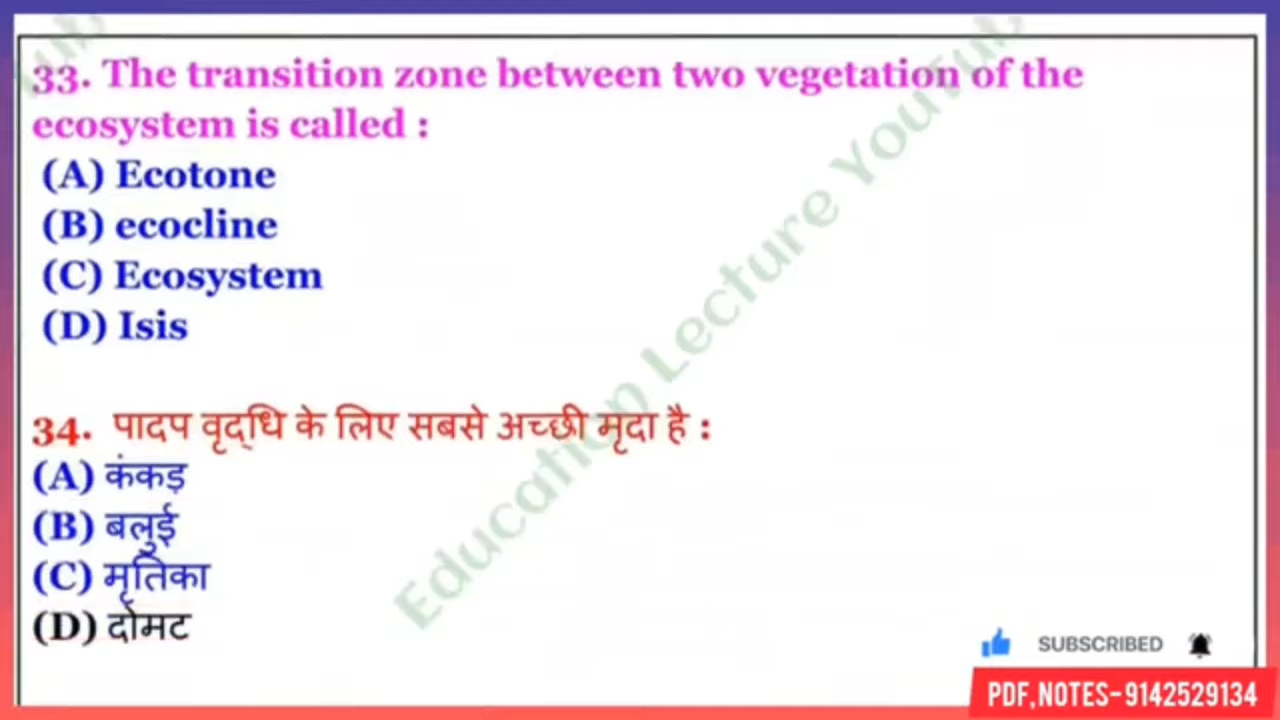 33. The transition zone between two vegetation of the
ecosystem is called :
(A) Ecotone
(B) ecocline
(C) Ecosystem
(D) Isis
34. पादप वृद्धि के लिए सबसे अच्छी मृदा है :
(A) कंकड़
(B) बलुई
(C) मृतिका
(D) दोमट
Education Lecture YouTub
SUBSCRIBED
PDF,NOTES-9142529134